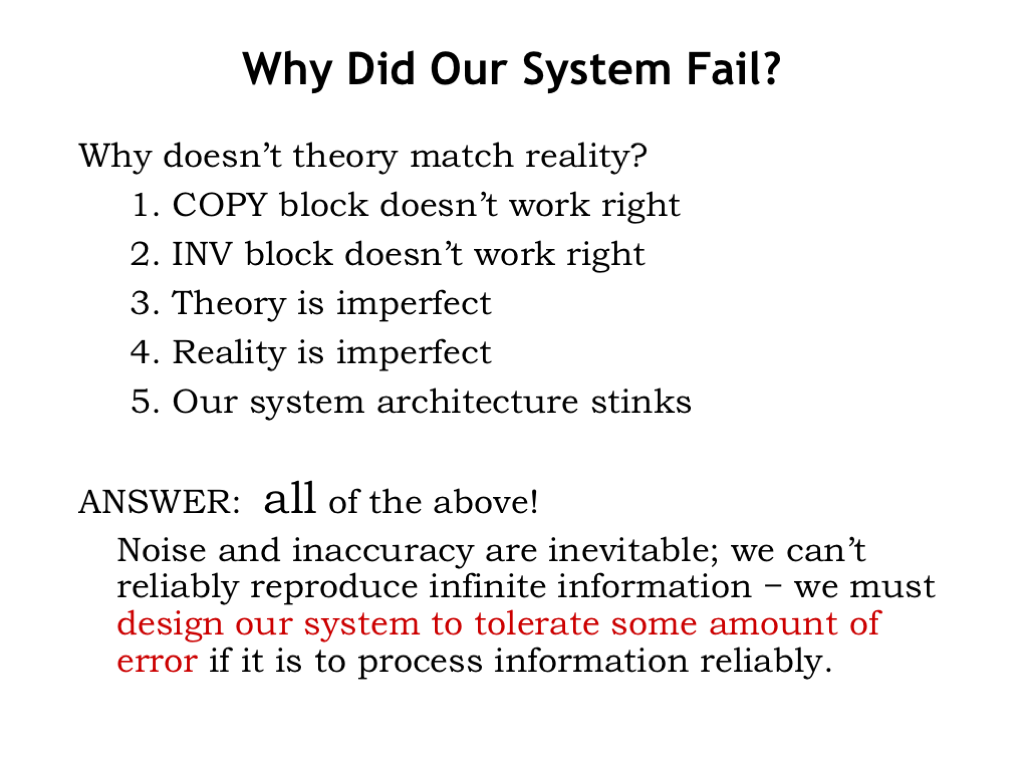 Why Did Our System Fail?
Why doesn’t theory match reality?
1. COPY block doesn’t work right
2. INV block doesn’t work right
3. Theory is imperfect
4. Reality is imperfect
5. Our system architecture stinks
ANSWER: all of the above!
Noise and inaccuracy are inevitable; we can’t
reliably reproduce infinite information − we must
design our system to tolerate some amount of
error if it is to process information reliably.